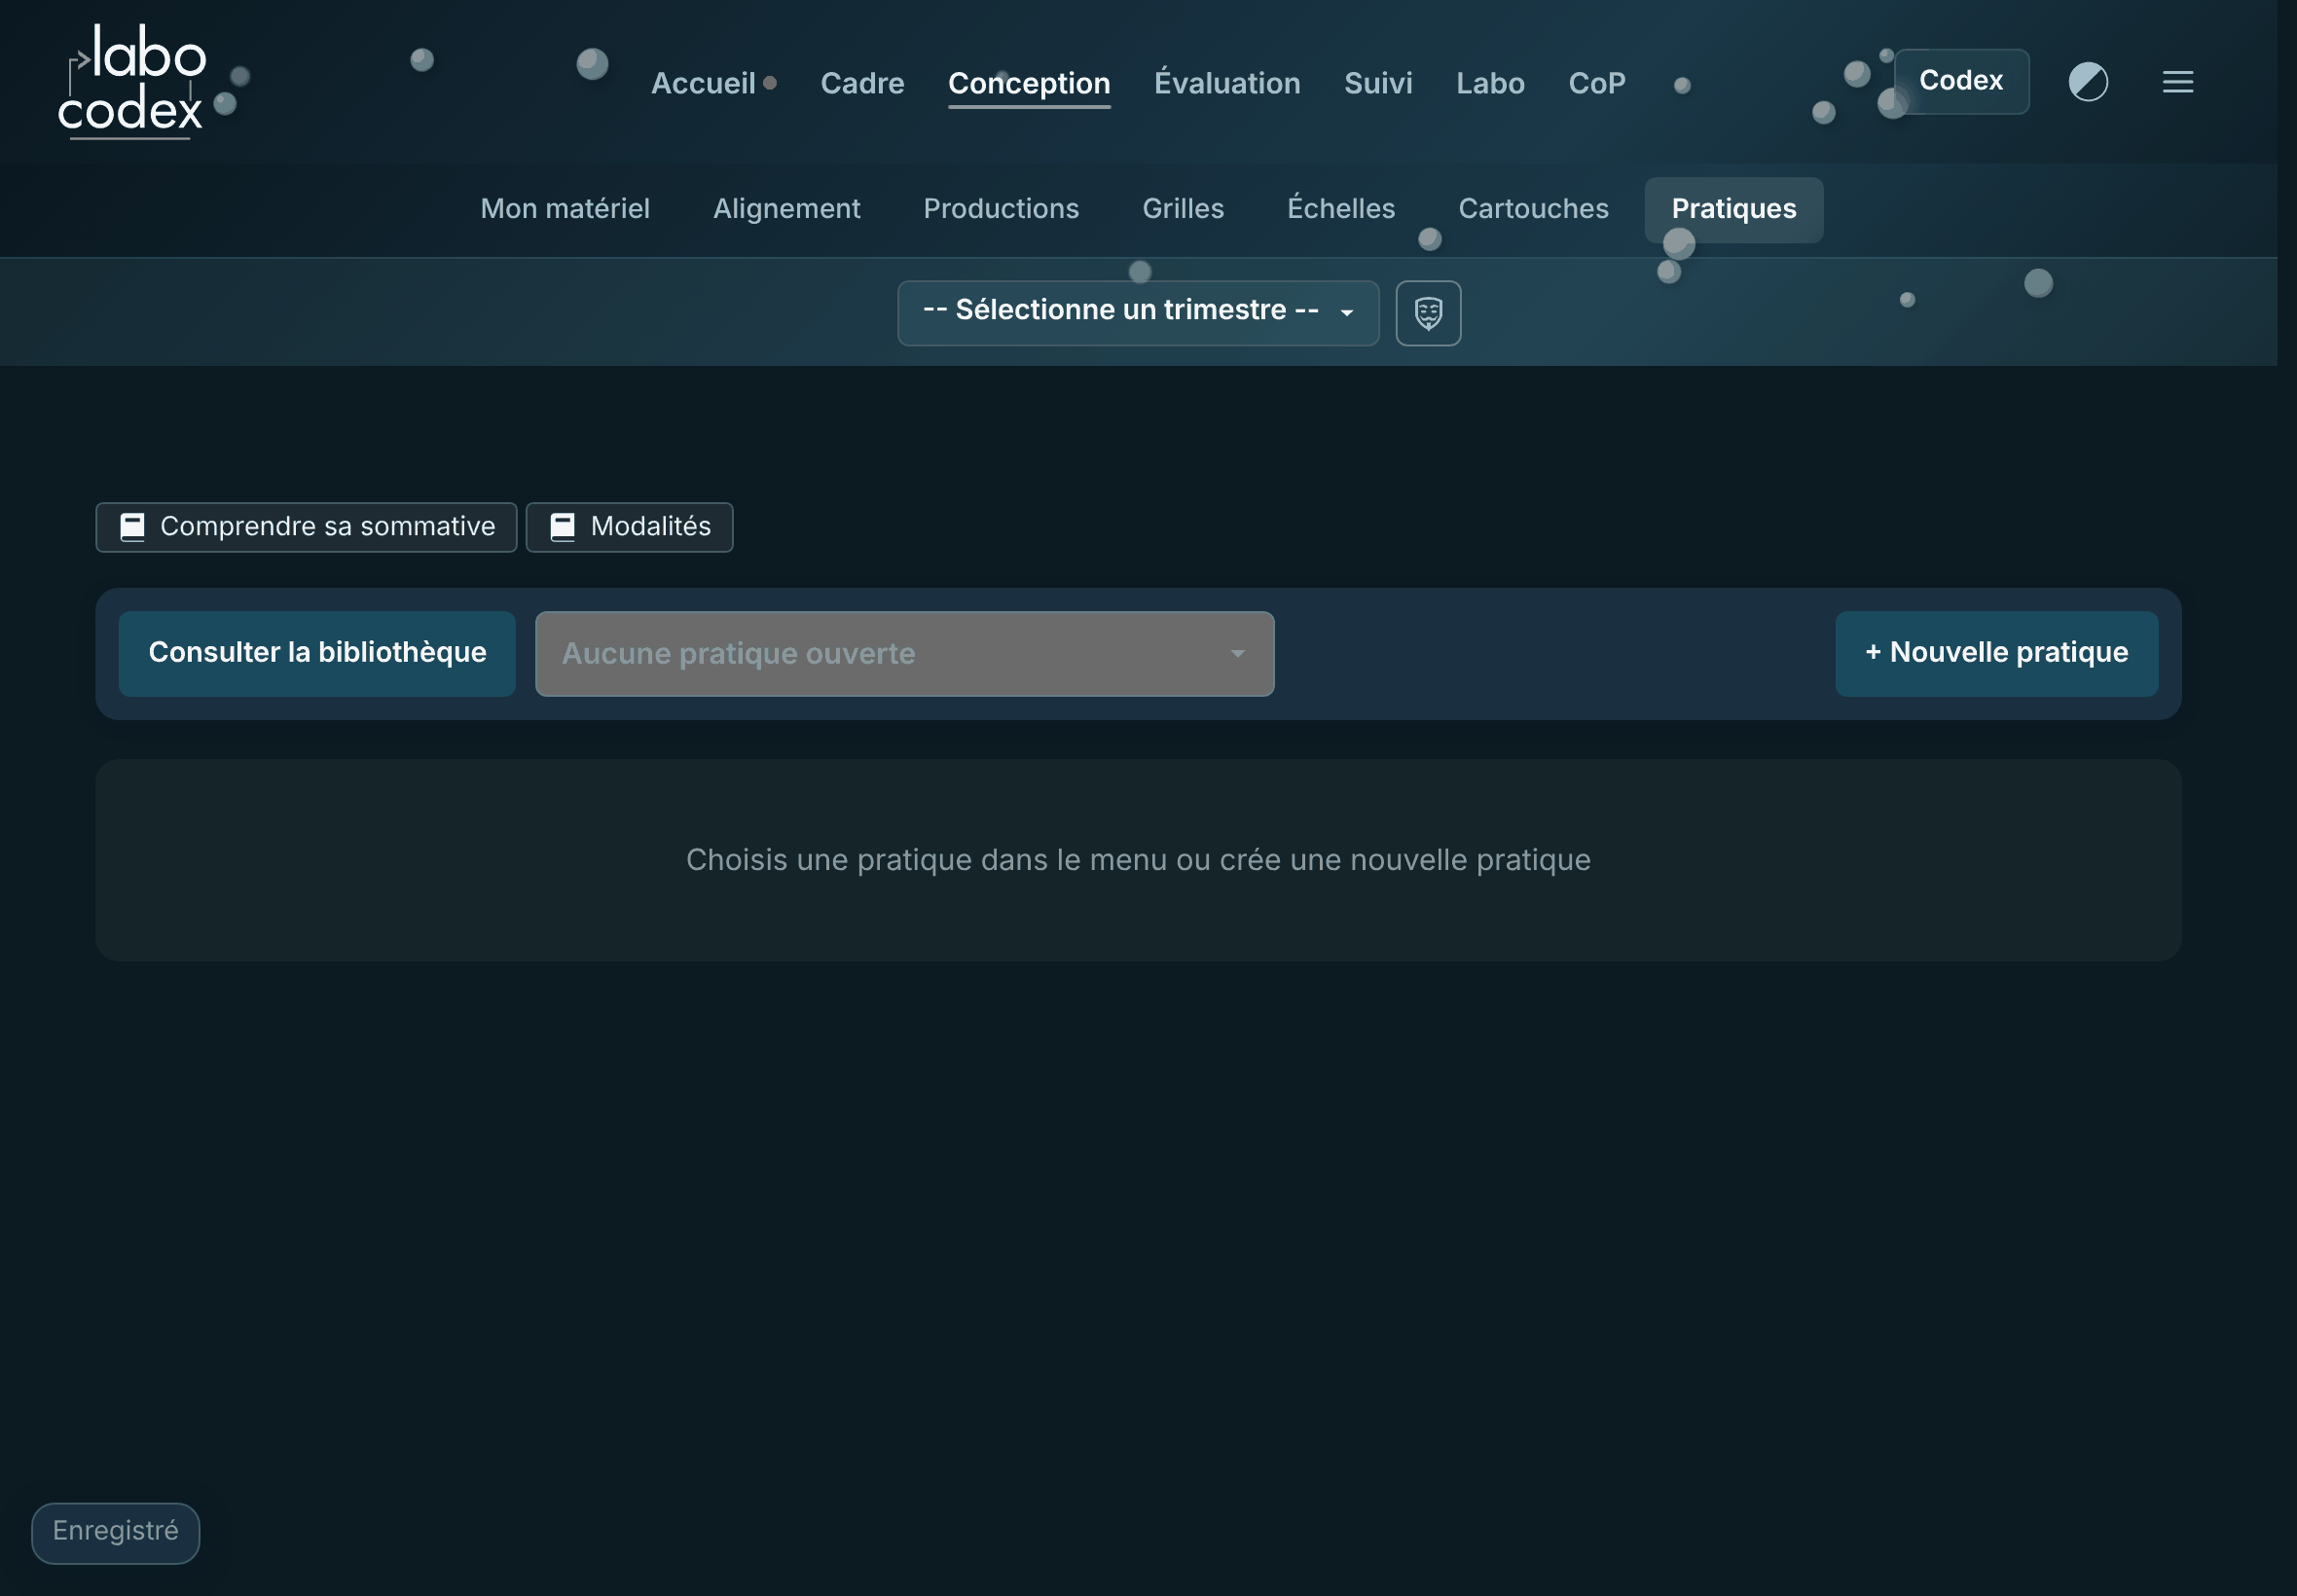 labo
codex
Accueil
Cadre
Conception
Évaluation
Suivi
Labo
CoP
Codex
Mon matériel
Alignement
Productions
Grilles
Échelles
Cartouches
Pratiques
-- Sélectionne un trimestre --
Comprendre sa sommative
Modalités
Consulter la bibliothèque
Aucune pratique ouverte
+ Nouvelle pratique
Choisis une pratique dans le menu ou crée une nouvelle pratique
Enregistré